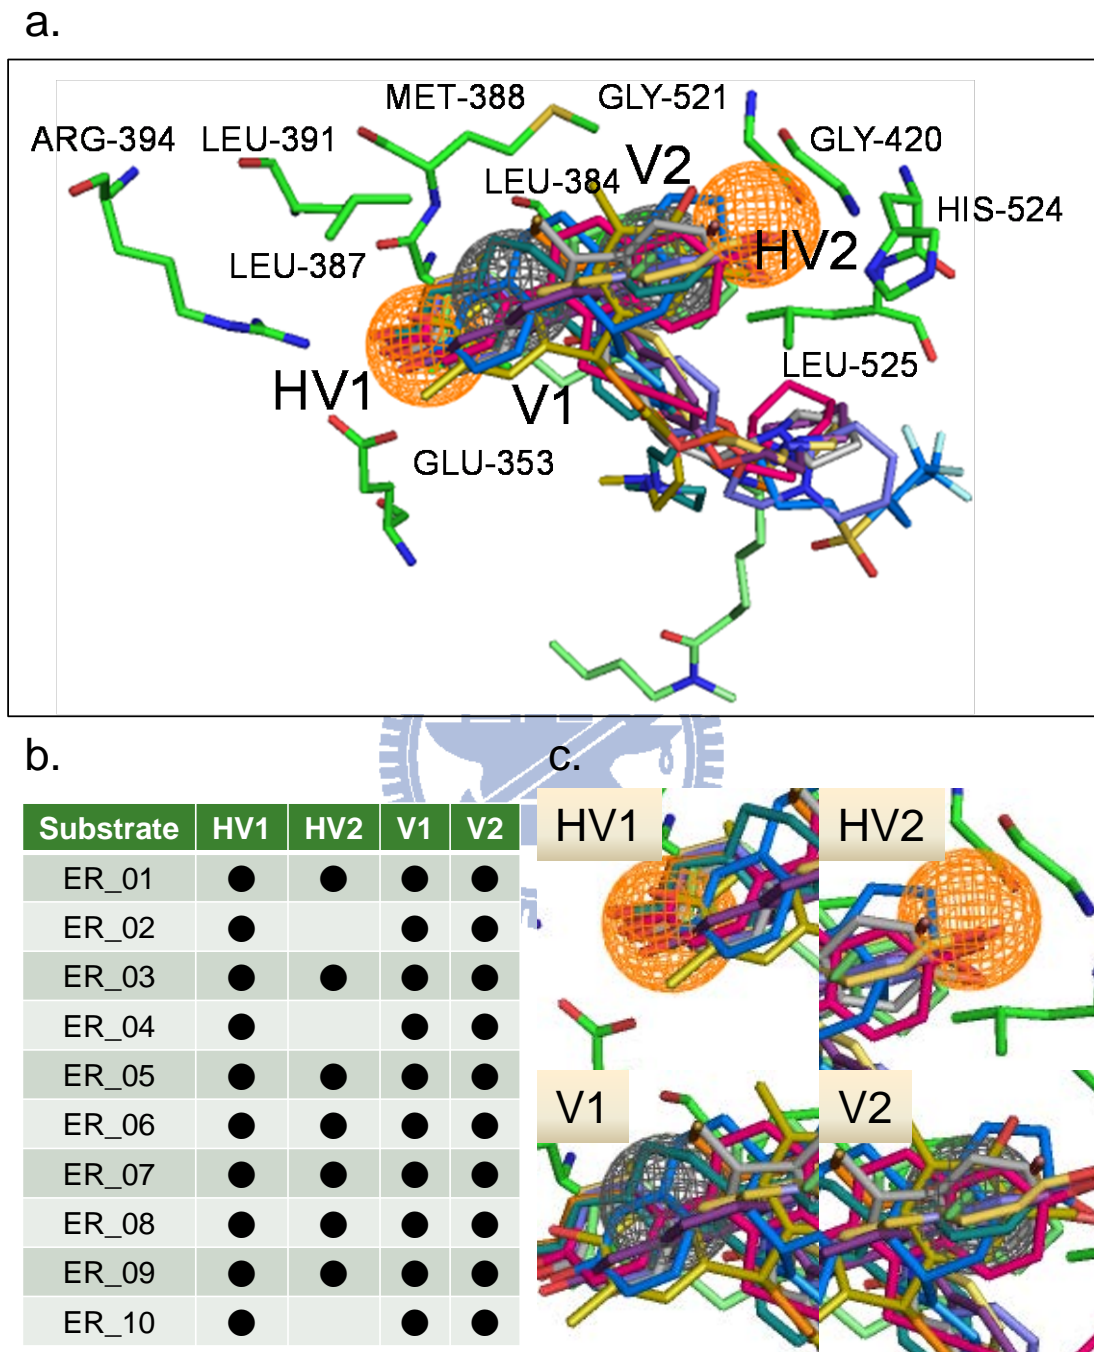 a.
MET-388 GLY-521
ARG-394 LEU-391 GLY-420
V2
LEU-384
HIS-524
HV2
LEU-387
LEU-525
HV1
V1
GLU-353
b.
Substrate HV1 HV2 V1 V2
ER_01 ● ● ● ●
ER_02 ● ● ●
ER_03 ● ● ● ●
ER_04 ● ● ●
ER_05 ● ● ● ●
ER_06 ● ● ● ●
ER_07 ● ● ● ●
ER_08 ● ● ● ●
ER_09 ● ● ● ●
ER_10 ● ● ●
c.
HV1 HV2
V1 V2